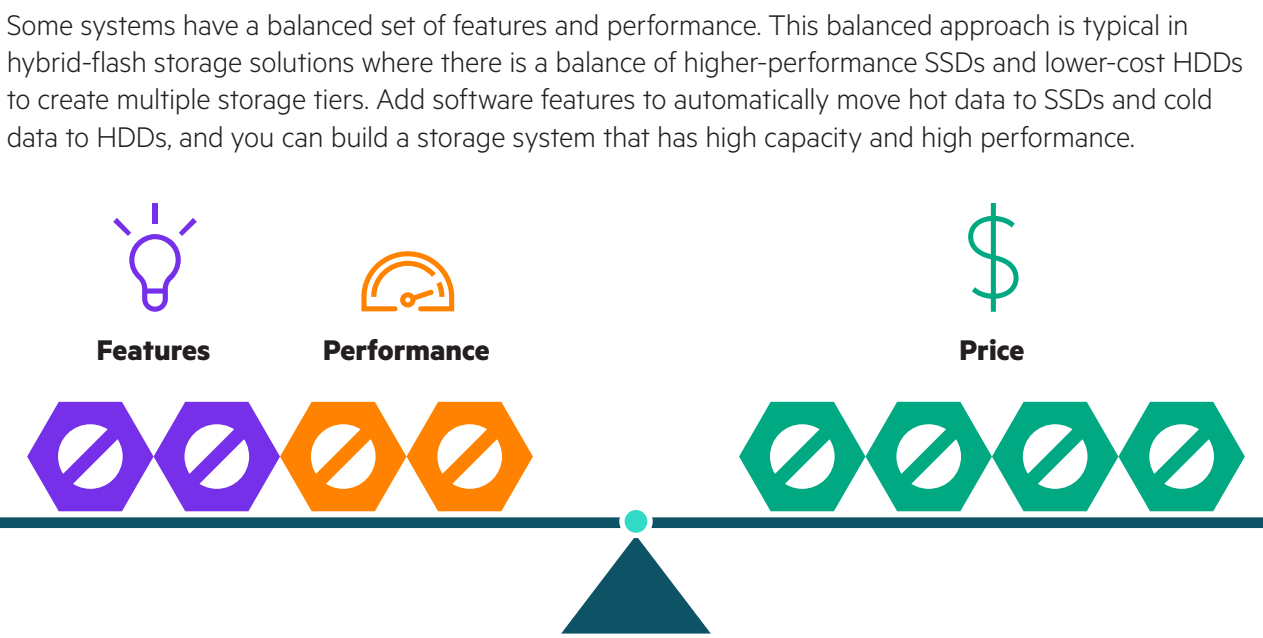 Some systems have a balanced set of features and performance. This balanced approach is typical in
hybrid-flash storage solutions where there is a balance of higher-performance SSDs and lower-cost HDDs
to create multiple storage tiers. Add software features to automatically move hot data to SSDs and cold
data to HDDs, and you can build a storage system that has high capacity and high performance.
Features
Performance
Price